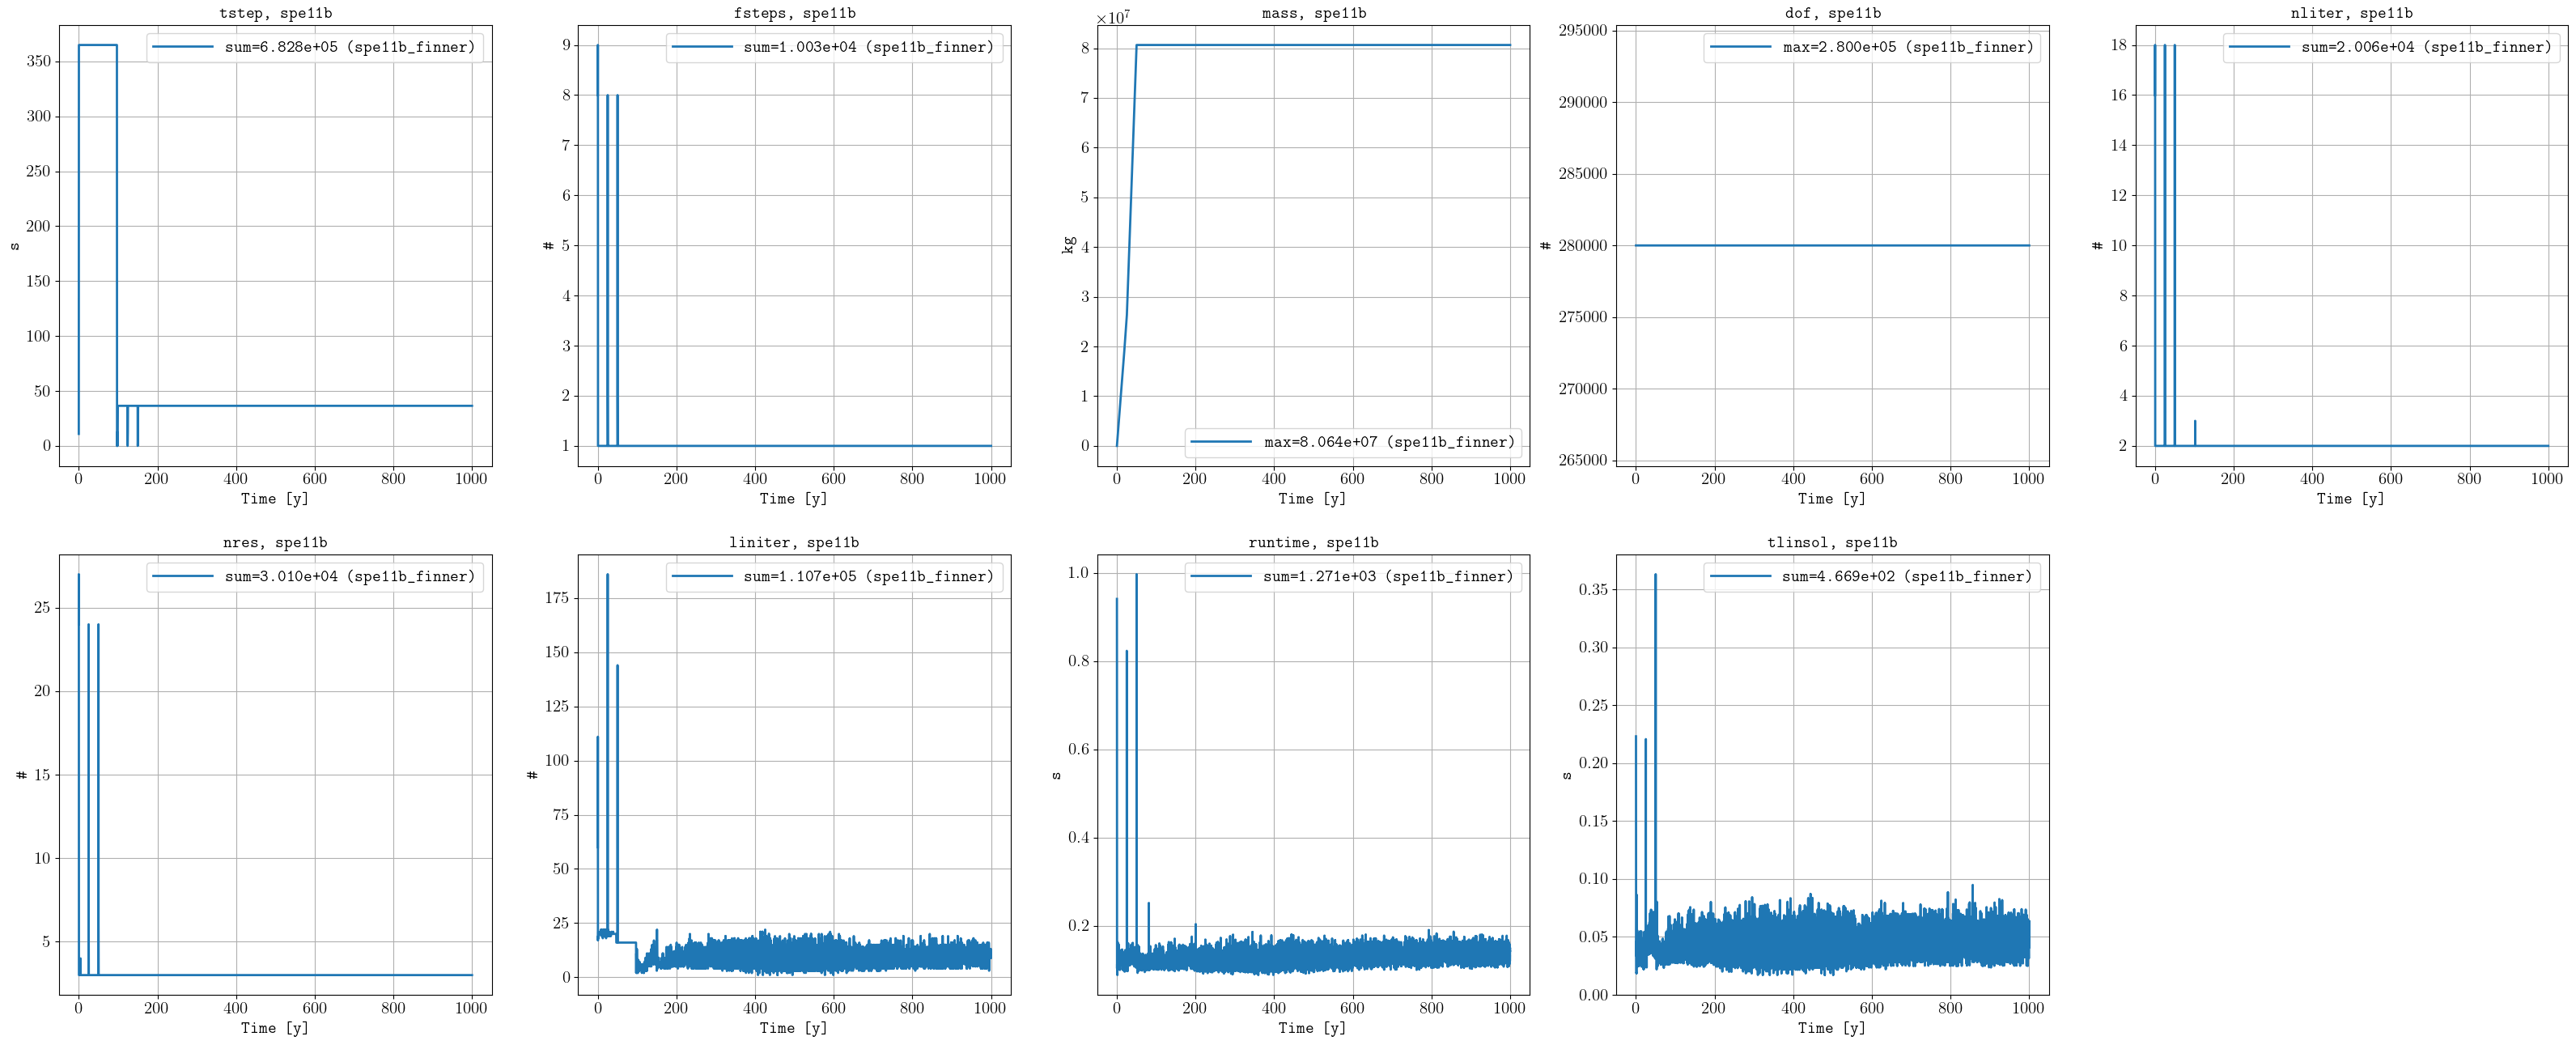 tstep, spe11b
sum=6.828e+05 (spe11b_finner)
350
300
250
200
150
100
50
0
s
0 200 400 600 800 1000
Time [y]
fsteps, spe11b
sum=1.003e+04 (spe11b_finner)
9
8
7
6
5
4
3
2
1
#
0 200 400 600 800 1000
Time [y]
mass, spe11b
×10⁷
8
7
6
5
4
3
2
1
0
kg
max=8.064e+07 (spe11b_finner)
0 200 400 600 800 1000
Time [y]
dof, spe11b
max=2.800e+05 (spe11b_finner)
295000
290000
285000
280000
275000
270000
265000
#
0 200 400 600 800 1000
Time [y]
nliter, spe11b
sum=2.006e+04 (spe11b_finner)
18
16
14
12
10
8
6
4
2
#
0 200 400 600 800 1000
Time [y]
nres, spe11b
sum=3.010e+04 (spe11b_finner)
25
20
15
10
5
#
0 200 400 600 800 1000
Time [y]
liniter, spe11b
sum=1.107e+05 (spe11b_finner)
175
150
125
100
75
50
25
0
#
0 200 400 600 800 1000
Time [y]
runtime, spe11b
sum=1.271e+03 (spe11b_finner)
1.0
0.8
0.6
0.4
0.2
s
0 200 400 600 800 1000
Time [y]
tlinsol, spe11b
sum=4.669e+02 (spe11b_finner)
0.35
0.30
0.25
0.20
0.15
0.10
0.05
0.00
s
0 200 400 600 800 1000
Time [y]